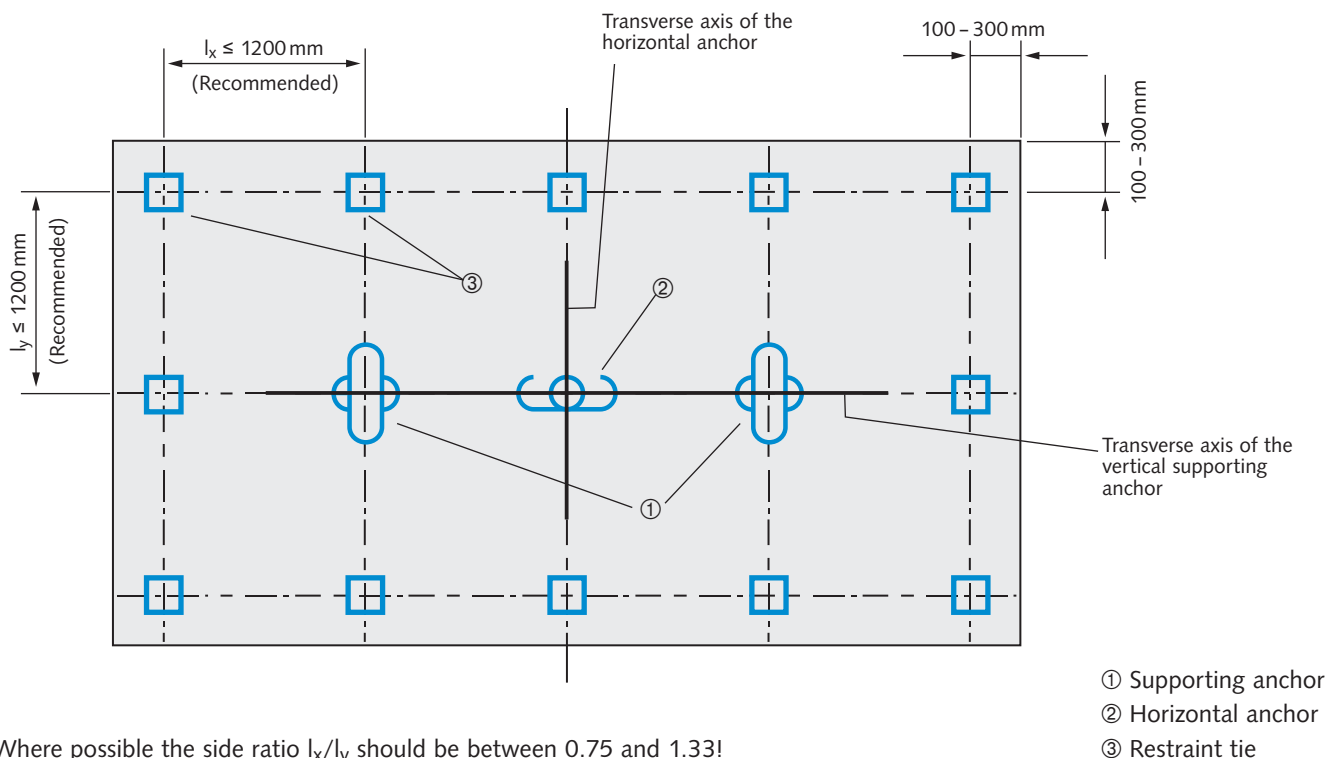 Transverse axis of the
horizontal anchor
lₓ ≤ 1200 mm
(Recommended)
100 – 300 mm
100 – 300 mm
l_y ≤ 1200 mm
(Recommended)
③
②
①
Transverse axis of the
vertical supporting
anchor
① Supporting anchor
② Horizontal anchor
③ Restraint tie
Where possible the side ratio lₓ/l_y should be between 0.75 and 1.33!